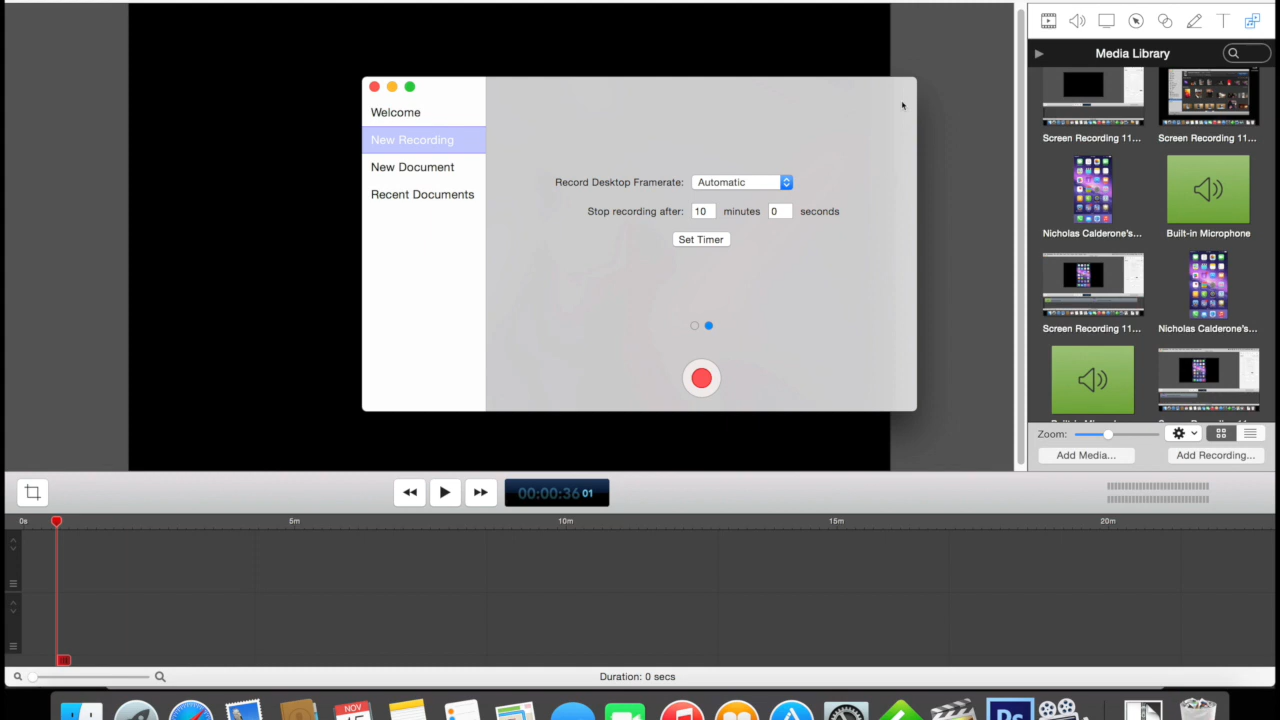 Media Library
Welcome
New Recording
New Document
Recent Documents
Record Desktop Framerate: Automatic
Stop recording after: 10 minutes 0 seconds
Set Timer
Screen Recording 11... Screen Recording 11...
Nicholas Calderone's... Built-in Microphone
Screen Recording 11... Nicholas Calderone's...
Zoom:
Add Media... Add Recording...
00:00:36 01
0s 5m 10m 15m 20m
Duration: 0 secs
NOV
Ps